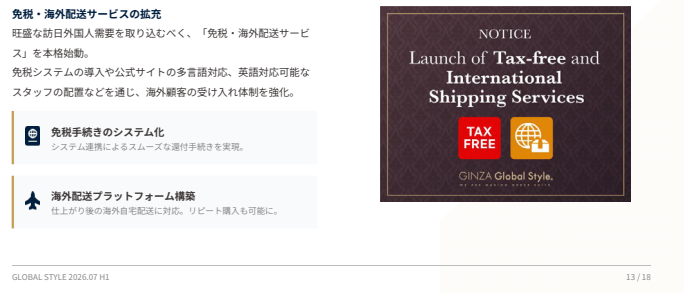 免税・海外配送サービスの拡充
旺盛な訪日外国人需要を取り込むべく、「免税・海外配送サービ
ス」を本格始動。
免税システムの導入や公式サイトの多言語対応、英語対応可能な
スタッフの配置などを通じ、海外顧客の受け入れ体制を強化。
免税手続きのシステム化
システム連携によるスムーズな還付手続きを実現。
海外配送プラットフォーム構築
仕上がり後の海外自宅配送に対応。リピート購入も可能に。
NOTICE
Launch of Tax-free and
International
Shipping Services
TAX
FREE
GINZA Global Style.
WE ARE MAKING ORDER SUITS
GLOBAL STYLE 2026.07 H1
13 / 18